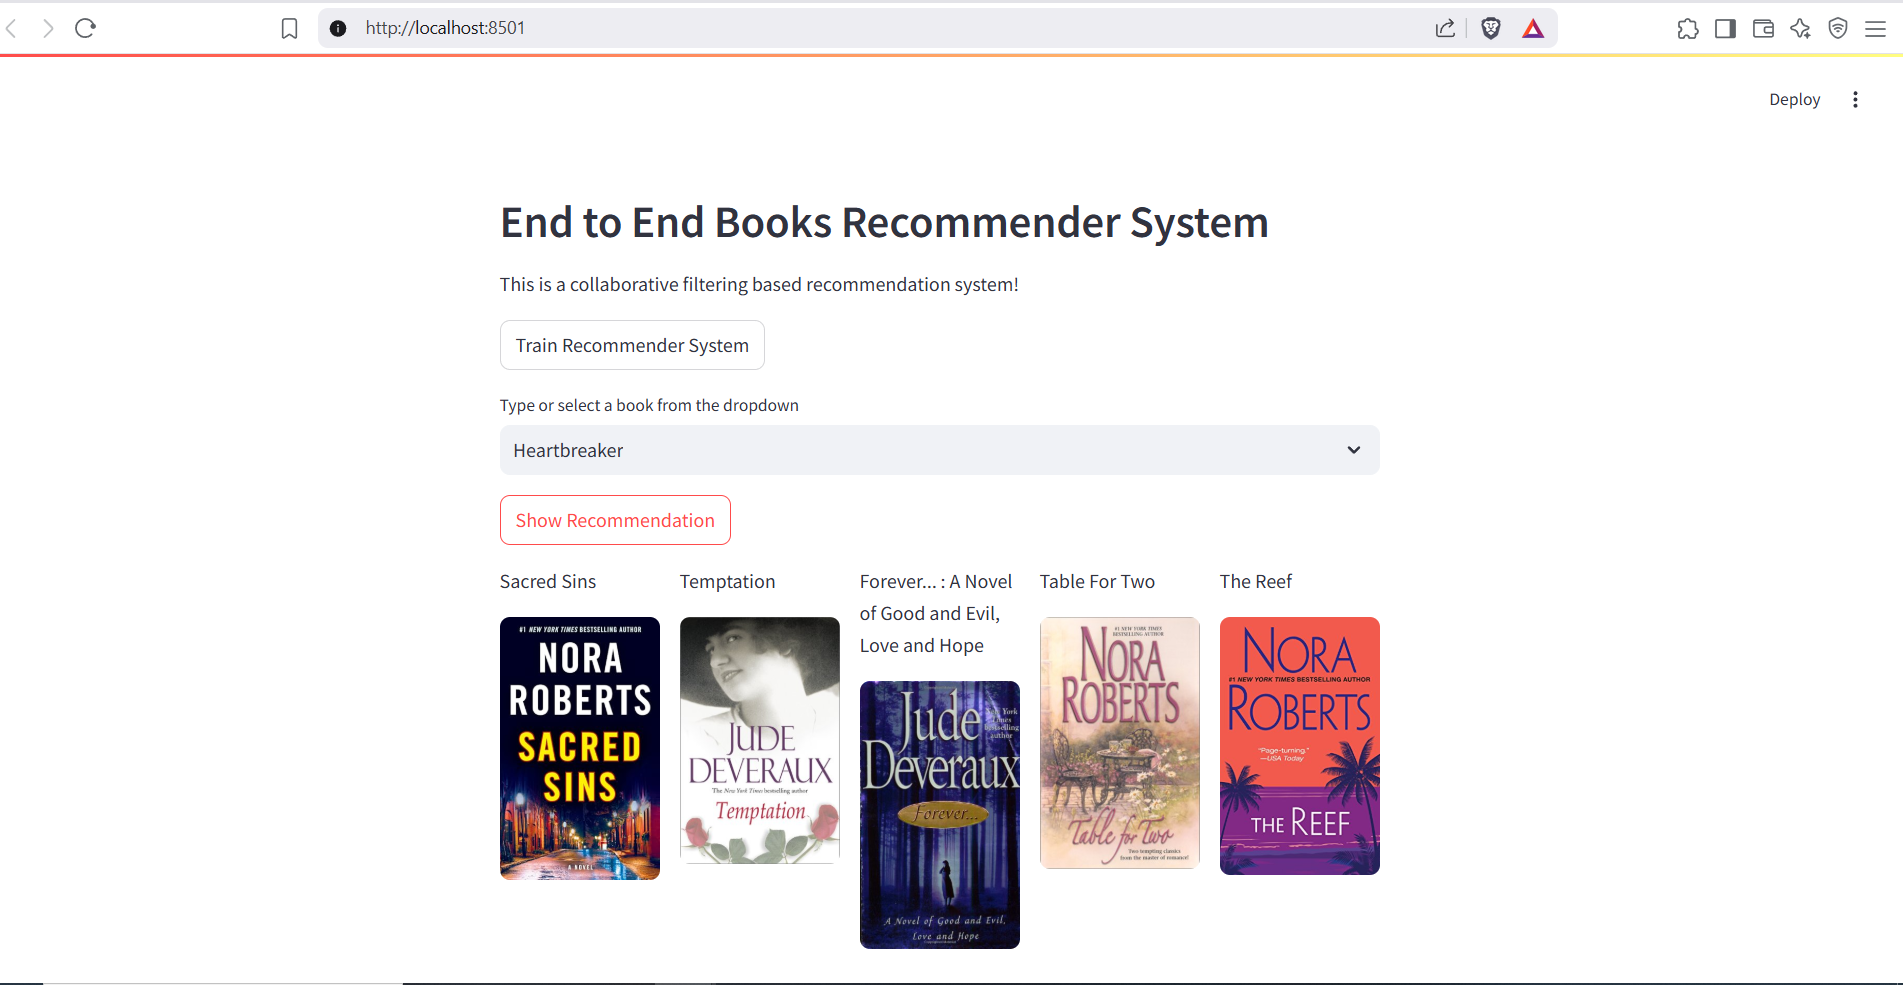 http://localhost:8501
Deploy
End to End Books Recommender System
This is a collaborative filtering based recommendation system!
Train Recommender System
Type or select a book from the dropdown
Heartbreaker
Show Recommendation
Sacred Sins
#1 NEW YORK TIMES BESTSELLING AUTHOR
NORA
ROBERTS
SACRED
SINS
A NOVEL
Temptation
JUDE
DEVERAUX
The New York Times bestselling author
Temptation
Forever... : A Novel
of Good and Evil,
Love and Hope
Jude
New York
Times
bestselling
author
Deveraux
Forever...
A Novel of Good and Evil,
Love and Hope
Table For Two
#1 NEW YORK TIMES
BESTSELLING AUTHOR
NORA
ROBERTS
Table for Two
Two tempting classics
from the master of romance!
The Reef
NORA
#1 NEW YORK TIMES BESTSELLING AUTHOR
ROBERTS
"Page-turning."
—USA Today
THE REEF